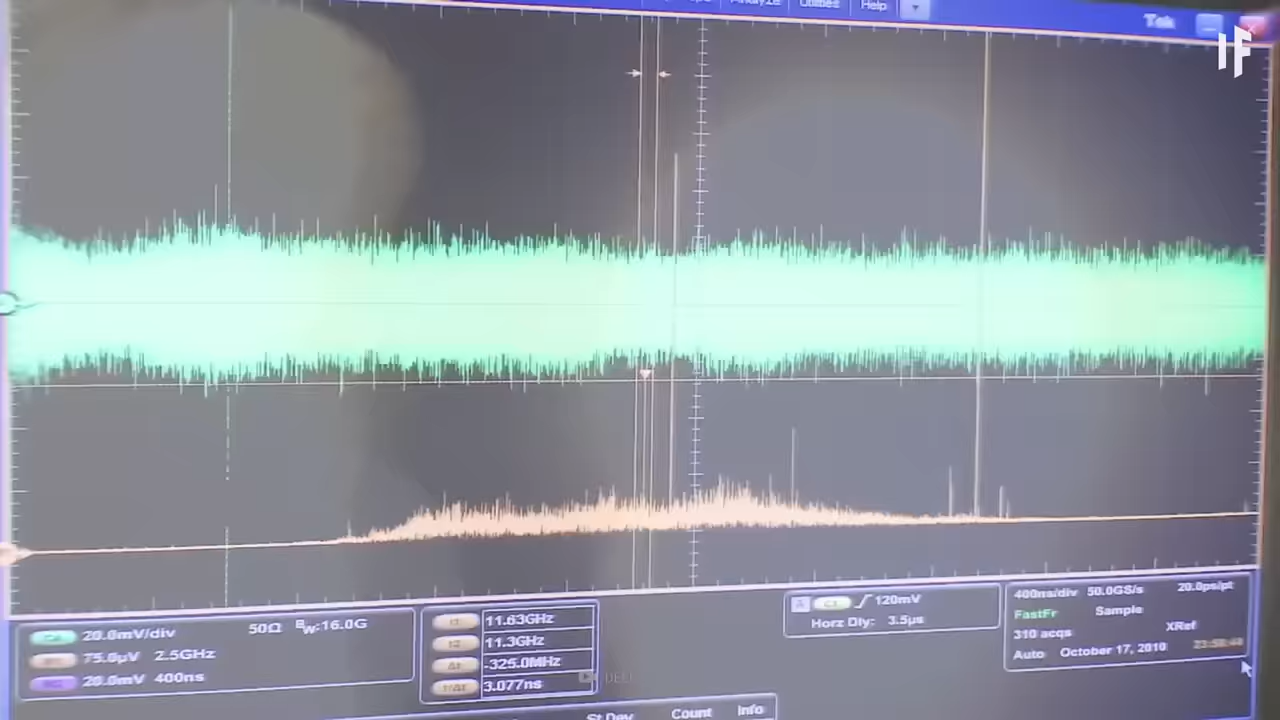 Analyze Utilities Help
Tek
IF
20.0mV/div 50Ω BW:16.0G
75.0µV 2.5GHz
20.0mV 400ns
11.63GHz
11.3GHz
-325.0MHz
3.077ns
A C1 120mV
Horz Dly: 3.5µs
400ns/div 50.0GS/s 20.0ps/pt
FastFr Sample
310 acqs XRef
Auto October 17, 2010
St Dev Count Info